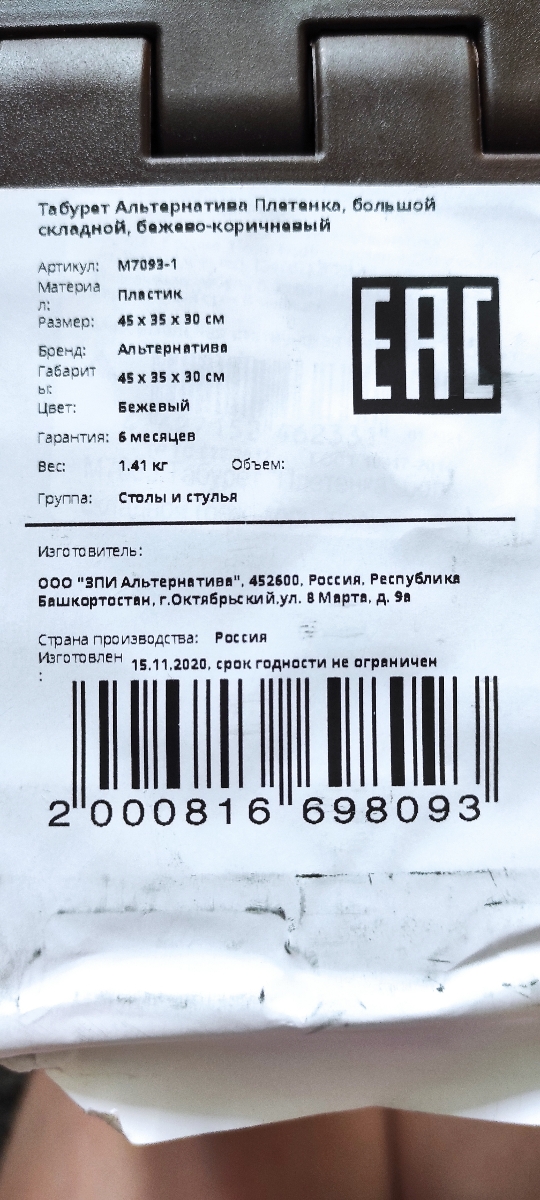 Табурет Альтернатива Плетенка, большой
складной, бежево-коричневый
Артикул: М7093-1
Материа
л: Пластик
Размер: 45 x 35 x 30 см
Бренд: Альтернатива
Габарит
ы: 45 x 35 x 30 см
Цвет: Бежевый
Гарантия: 6 месяцев
Вес: 1.41 кг Объем:
Группа: Столы и стулья
EAC
Изготовитель:
ООО "ЗПИ Альтернатива", 452600, Россия, Республика
Башкортостан, г.Октябрьский,ул. 8 Марта, д. 9а
Страна производства: Россия
Изготовлен
: 15.11.2020, срок годности не ограничен
2 000816 698093